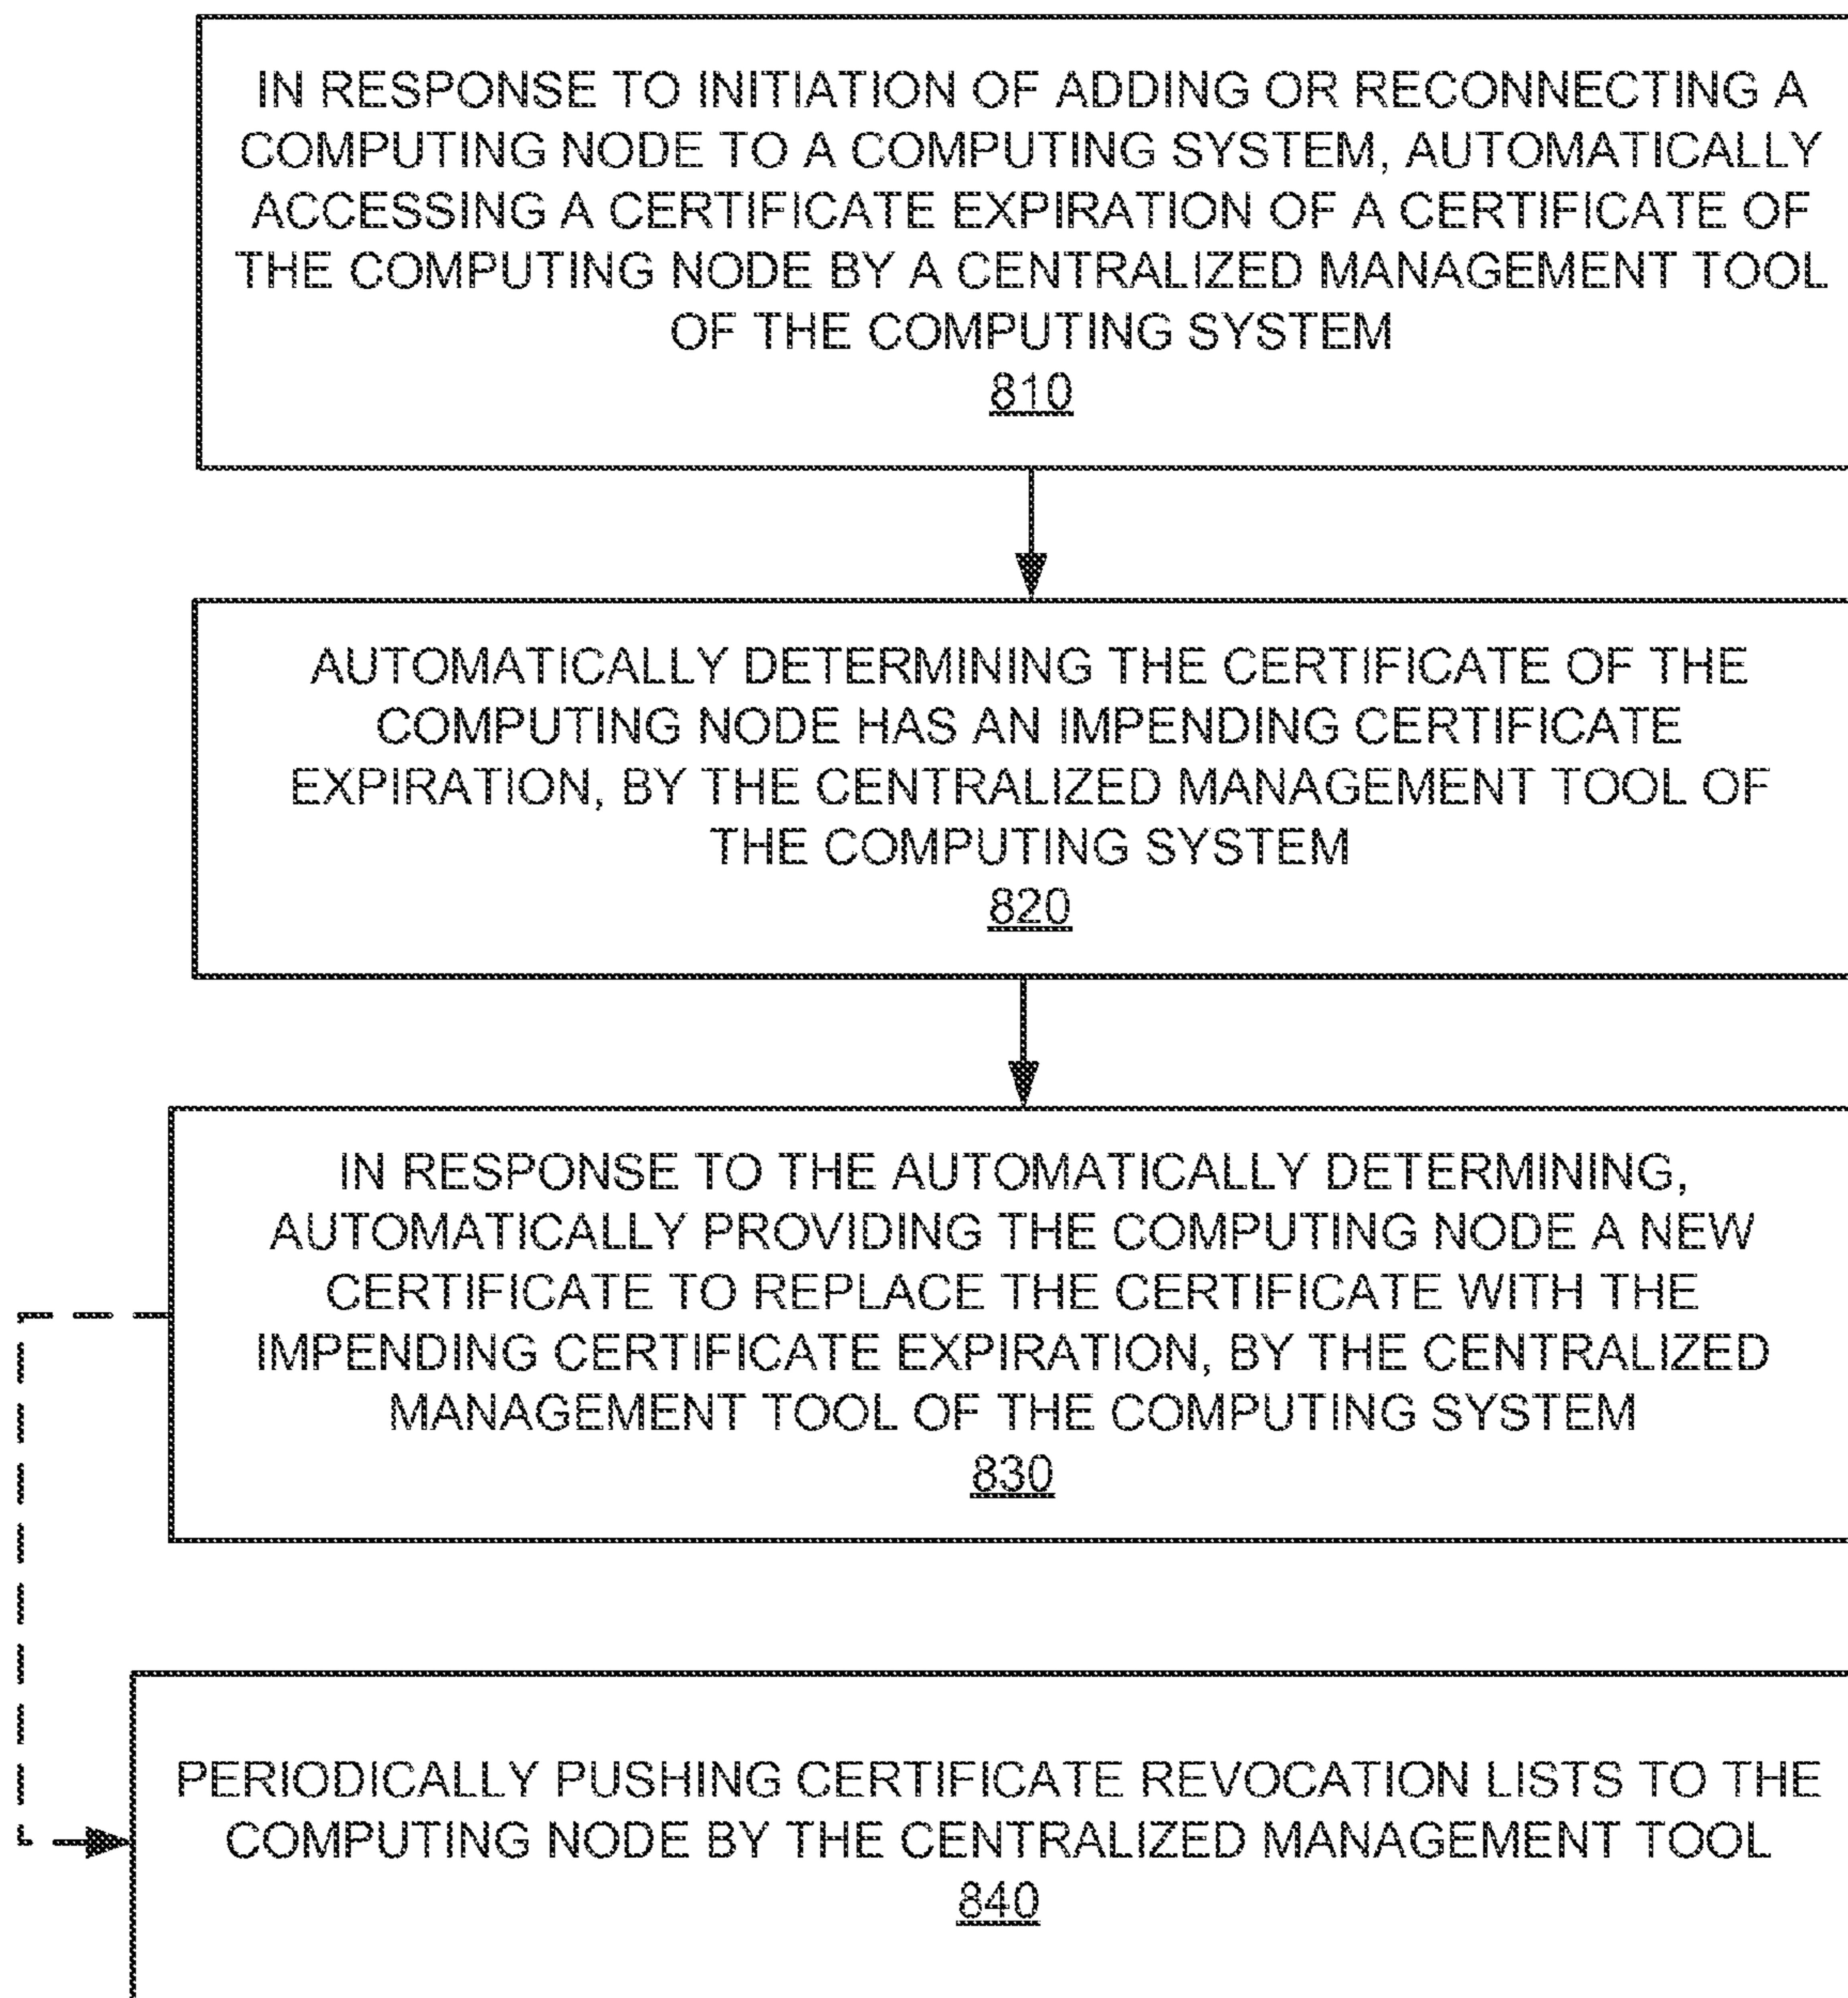 IN RESPONSE TO INITIATION OF ADDING OR RECONNECTING A
COMPUTING NODE TO A COMPUTING SYSTEM, AUTOMATICALLY
ACCESSING A CERTIFICATE EXPIRATION OF A CERTIFICATE OF
THE COMPUTING NODE BY A CENTRALIZED MANAGEMENT TOOL
OF THE COMPUTING SYSTEM
810
AUTOMATICALLY DETERMINING THE CERTIFICATE OF THE
COMPUTING NODE HAS AN IMPENDING CERTIFICATE
EXPIRATION, BY THE CENTRALIZED MANAGEMENT TOOL OF
THE COMPUTING SYSTEM
820
IN RESPONSE TO THE AUTOMATICALLY DETERMINING,
AUTOMATICALLY PROVIDING THE COMPUTING NODE A NEW
CERTIFICATE TO REPLACE THE CERTIFICATE WITH THE
IMPENDING CERTIFICATE EXPIRATION, BY THE CENTRALIZED
MANAGEMENT TOOL OF THE COMPUTING SYSTEM
830
PERIODICALLY PUSHING CERTIFICATE REVOCATION LISTS TO THE
COMPUTING NODE BY THE CENTRALIZED MANAGEMENT TOOL
840